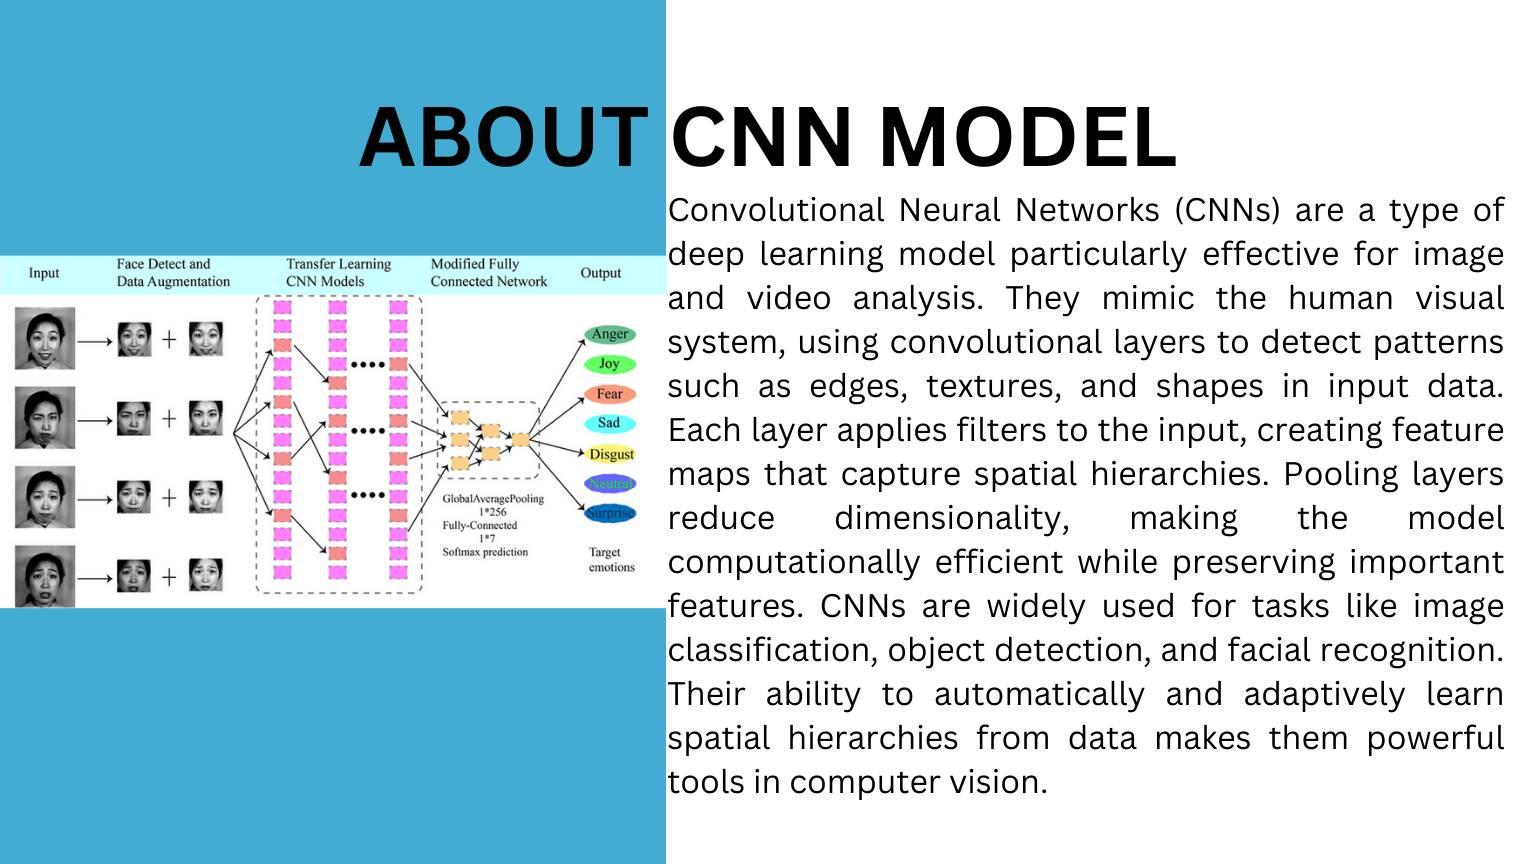 ABOUT CNN MODEL
Convolutional Neural Networks (CNNs) are a type of
deep learning model particularly effective for image
and video analysis. They mimic the human visual
system, using convolutional layers to detect patterns
such as edges, textures, and shapes in input data.
Each layer applies filters to the input, creating feature
maps that capture spatial hierarchies. Pooling layers
reduce dimensionality, making the model
computationally efficient while preserving important
features. CNNs are widely used for tasks like image
classification, object detection, and facial recognition.
Their ability to automatically and adaptively learn
spatial hierarchies from data makes them powerful
tools in computer vision.
Input
Face Detect and
Data Augmentation
Transfer Learning
CNN Models
Modified Fully
Connected Network
Output
Anger
Joy
Fear
Sad
Disgust
Neutral
Surprise
GlobalAveragePooling
1*256
Fully-Connected
1*7
Softmax prediction
Target
emotions